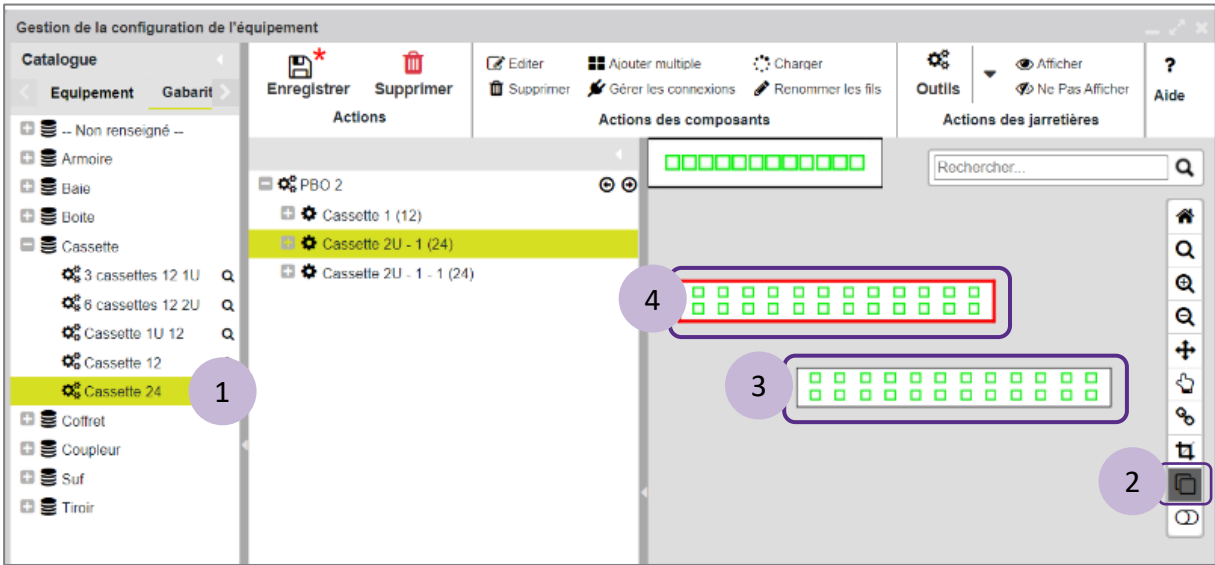 Gestion de la configuration de l'équipement
Catalogue
Equipement Gabarit
-- Non renseigné --
Armoire
Baie
Boite
Cassette
3 cassettes 12 1U
6 cassettes 12 2U
Cassette 1U 12
Cassette 12
Cassette 24
1
Coffret
Coupleur
Suf
Tiroir
Enregistrer Supprimer
Actions
Editer Ajouter multiple Charger
Supprimer Gérer les connexions Renommer les fils
Actions des composants
Outils Afficher
Ne Pas Afficher
Actions des jarretières
?
Aide
PBO 2
Cassette 1 (12)
Cassette 2U - 1 (24)
Cassette 2U - 1 - 1 (24)
Rechercher...
4
3
2